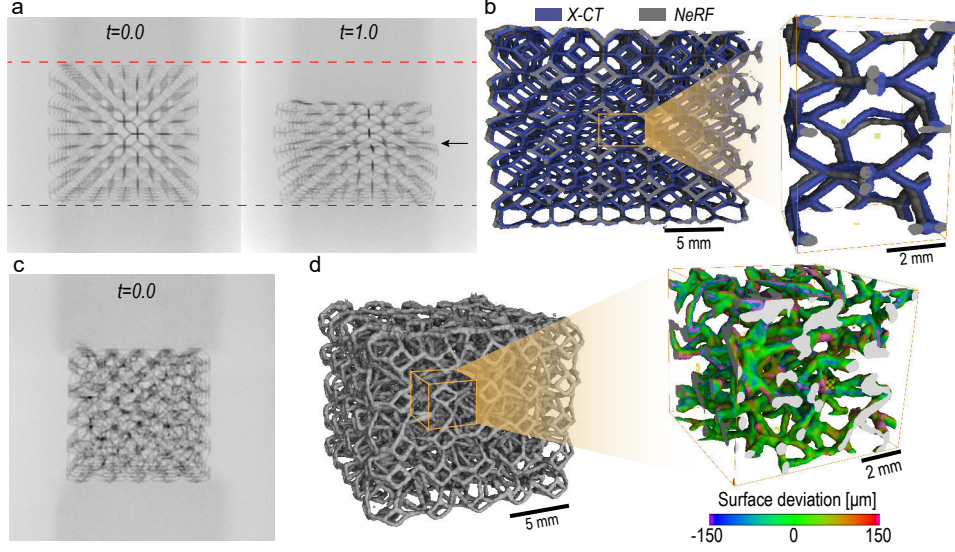 a
t=0.0
t=1.0
b
X-CT
NeRF
5 mm
2 mm
c
t=0.0
d
5 mm
2 mm
Surface deviation [µm]
-150
0
150